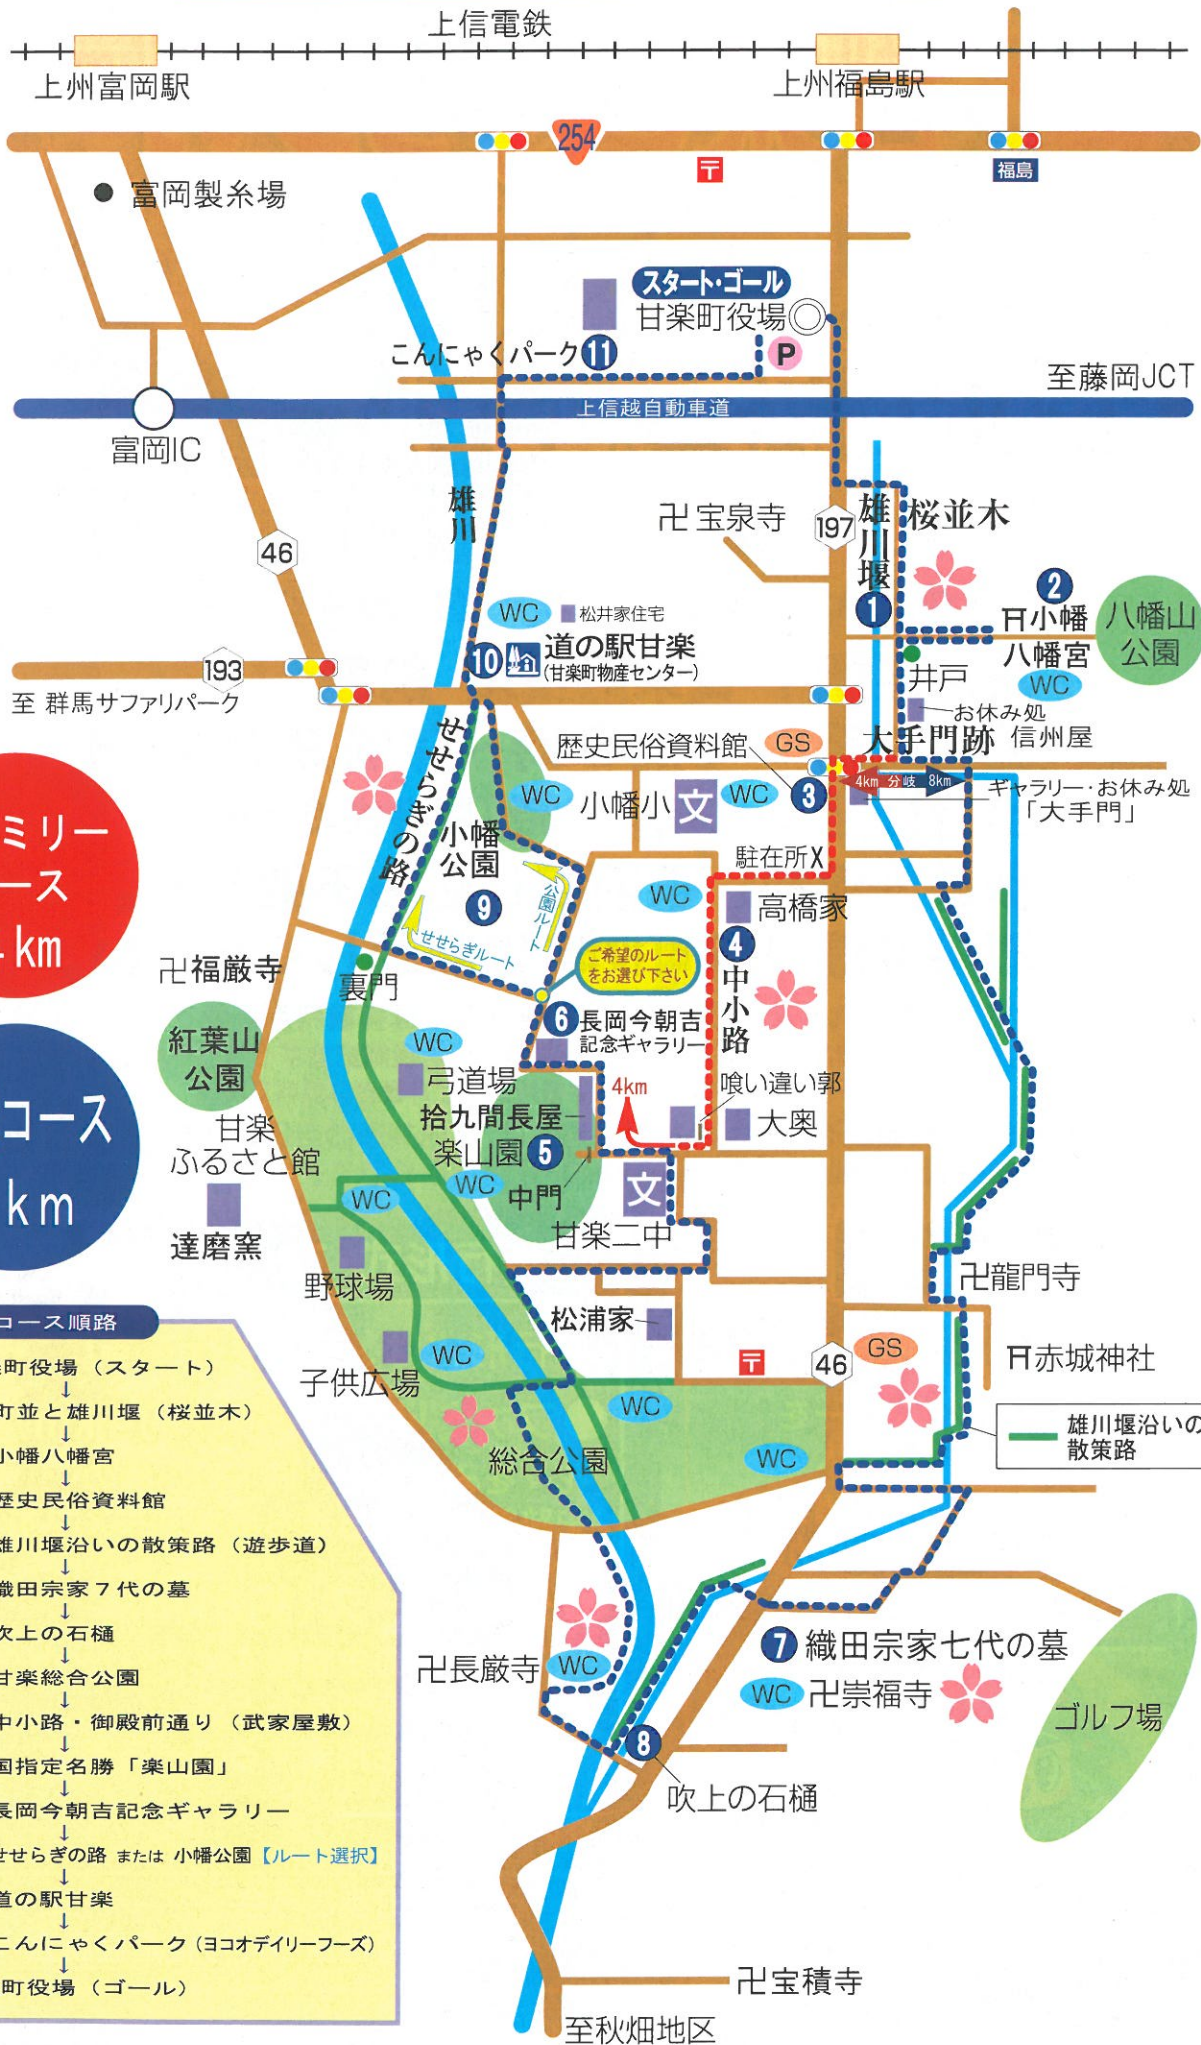 上信電鉄
上州富岡駅
上州福島駅
254
〒
福島
富岡製糸場
スタート・ゴール
甘楽町役場
こんにゃくパーク
11
P
至藤岡JCT
上信越自動車道
富岡IC
雄川
卍宝泉寺
197
雄川堰
1
桜並木
46
2
小幡
八幡宮
八幡山
公園
WC
WC
松井家住宅
10
道の駅甘楽
(甘楽町物産センター)
井戸
193
至 群馬サファリパーク
お休み処
信州屋
せせらぎの路
歴史民俗資料館
GS
大手門跡
4km 分岐 8km
ギャラリー・お休み処
「大手門」
WC
小幡小
文
WC
3
ミリー
ース
km
小幡
公園
9
駐在所X
公園ルート
せせらぎルート
WC
高橋家
4
中小路
ご希望のルート
をお選び下さい
卍福厳寺
裏門
6
長岡今朝吉
記念ギャラリー
紅葉山
公園
WC
弓道場
4km
喰い違い郭
大奥
コース
km
甘楽
ふるさと館
拾九間長屋
楽山園
5
中門
WC
WC
文
甘楽二中
達磨窯
野球場
卍龍門寺
松浦家
コース順路
〒
46
GS
赤城神社
子供広場
WC
WC
雄川堰沿いの
散策路
総合公園
WC
町役場（スタート）
↓
町並と雄川堰（桜並木）
↓
小幡八幡宮
↓
歴史民俗資料館
↓
雄川堰沿いの散策路（遊歩道）
↓
織田宗家７代の墓
↓
吹上の石樋
↓
甘楽総合公園
↓
中小路・御殿前通り（武家屋敷）
↓
国指定名勝「楽山園」
↓
長岡今朝吉記念ギャラリー
↓
せせらぎの路 または 小幡公園【ルート選択】
↓
道の駅甘楽
↓
こんにゃくパーク（ヨコオデイリーフーズ）
↓
町役場（ゴール）
卍長厳寺
WC
7
織田宗家七代の墓
WC
卍崇福寺
ゴルフ場
8
吹上の石樋
卍宝積寺
至秋畑地区